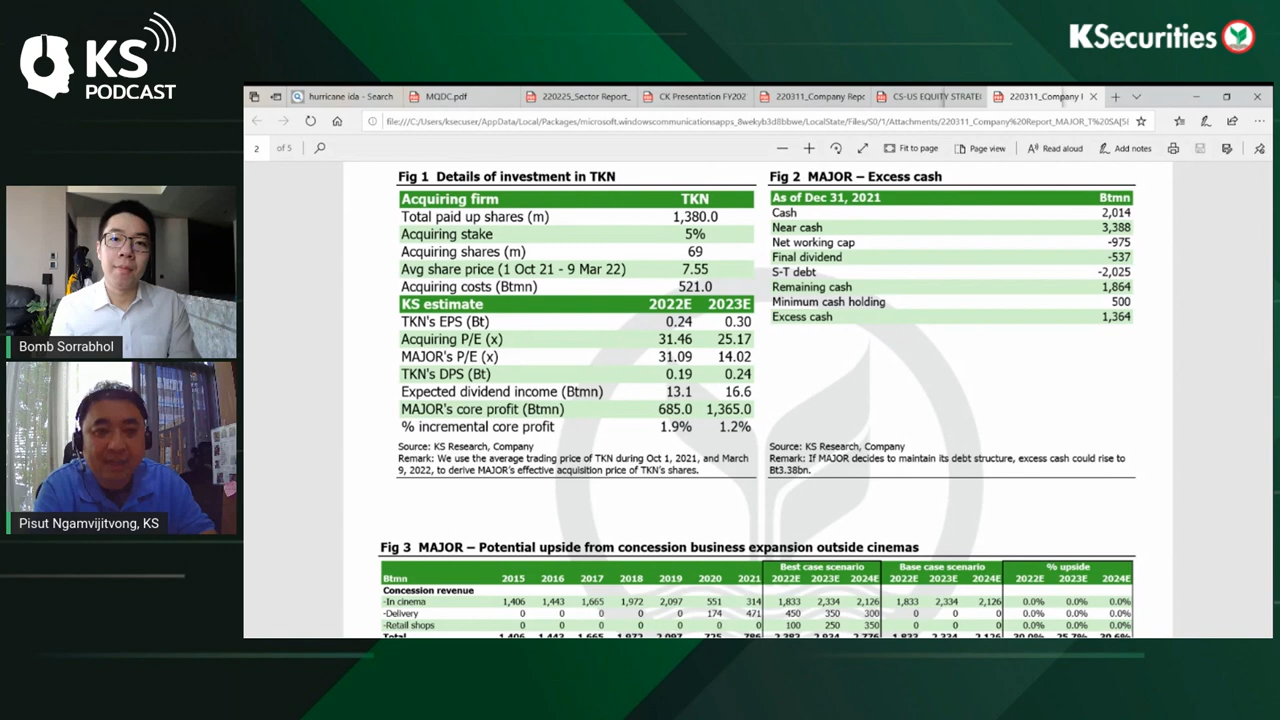 KS
PODCAST
KSecurities
hurricane ida - Search
MQDC.pdf
220225_Sector Report_
CK Presentation FY202
220311_Company Repo
CS-US EQUITY STRATE
220311_Company I
2 of 5
Fit to page
Page view
Read aloud
Add notes
Fig 1 Details of investment in TKN
Acquiring firm TKN
Total paid up shares (m) 1,380.0
Acquiring stake 5%
Acquiring shares (m) 69
Avg share price (1 Oct 21 - 9 Mar 22) 7.55
Acquiring costs (Btmn) 521.0
KS estimate 2022E 2023E
TKN's EPS (Bt) 0.24 0.30
Acquiring P/E (x) 31.46 25.17
MAJOR's P/E (x) 31.09 14.02
TKN's DPS (Bt) 0.19 0.24
Expected dividend income (Btmn) 13.1 16.6
MAJOR's core profit (Btmn) 685.0 1,365.0
% incremental core profit 1.9% 1.2%
Source: KS Research, Company
Remark: We use the average trading price of TKN during Oct 1, 2021, and March
9, 2022, to derive MAJOR's effective acquisition price of TKN's shares.
Fig 2 MAJOR – Excess cash
As of Dec 31, 2021 Btmn
Cash 2,014
Near cash 3,388
Net working cap -975
Final dividend -537
S-T debt -2,025
Remaining cash 1,864
Minimum cash holding 500
Excess cash 1,364
Source: KS Research, Company
Remark: If MAJOR decides to maintain its debt structure, excess cash could rise to
Bt3.38bn.
Fig 3 MAJOR – Potential upside from concession business expansion outside cinemas
Best case scenario Base case scenario % upside
Btmn 2015 2016 2017 2018 2019 2020 2021 2022E 2023E 2024E 2022E 2023E 2024E 2022E 2023E 2024E
Concession revenue
-In cinema 1,406 1,443 1,665 1,972 2,097 551 314 1,833 2,334 2,126 1,833 2,334 2,126 0.0% 0.0% 0.0%
-Delivery 0 0 0 0 0 174 471 450 350 300 0 0 0 0.0% 0.0% 0.0%
-Retail shops 0 0 0 0 0 0 0 100 250 350 0 0 0 0.0% 0.0% 0.0%
Bomb Sorrabhol
Pisut Ngamvijitvong, KS